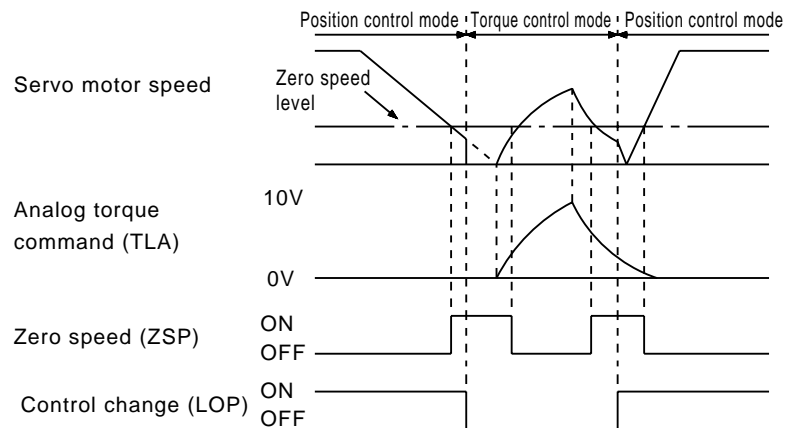 Position control mode Torque control mode Position control mode
Servo motor speed
Zero speed
level
10V
Analog torque
command (TLA)
0V
Zero speed (ZSP)
ON
OFF
Control change (LOP)
ON
OFF